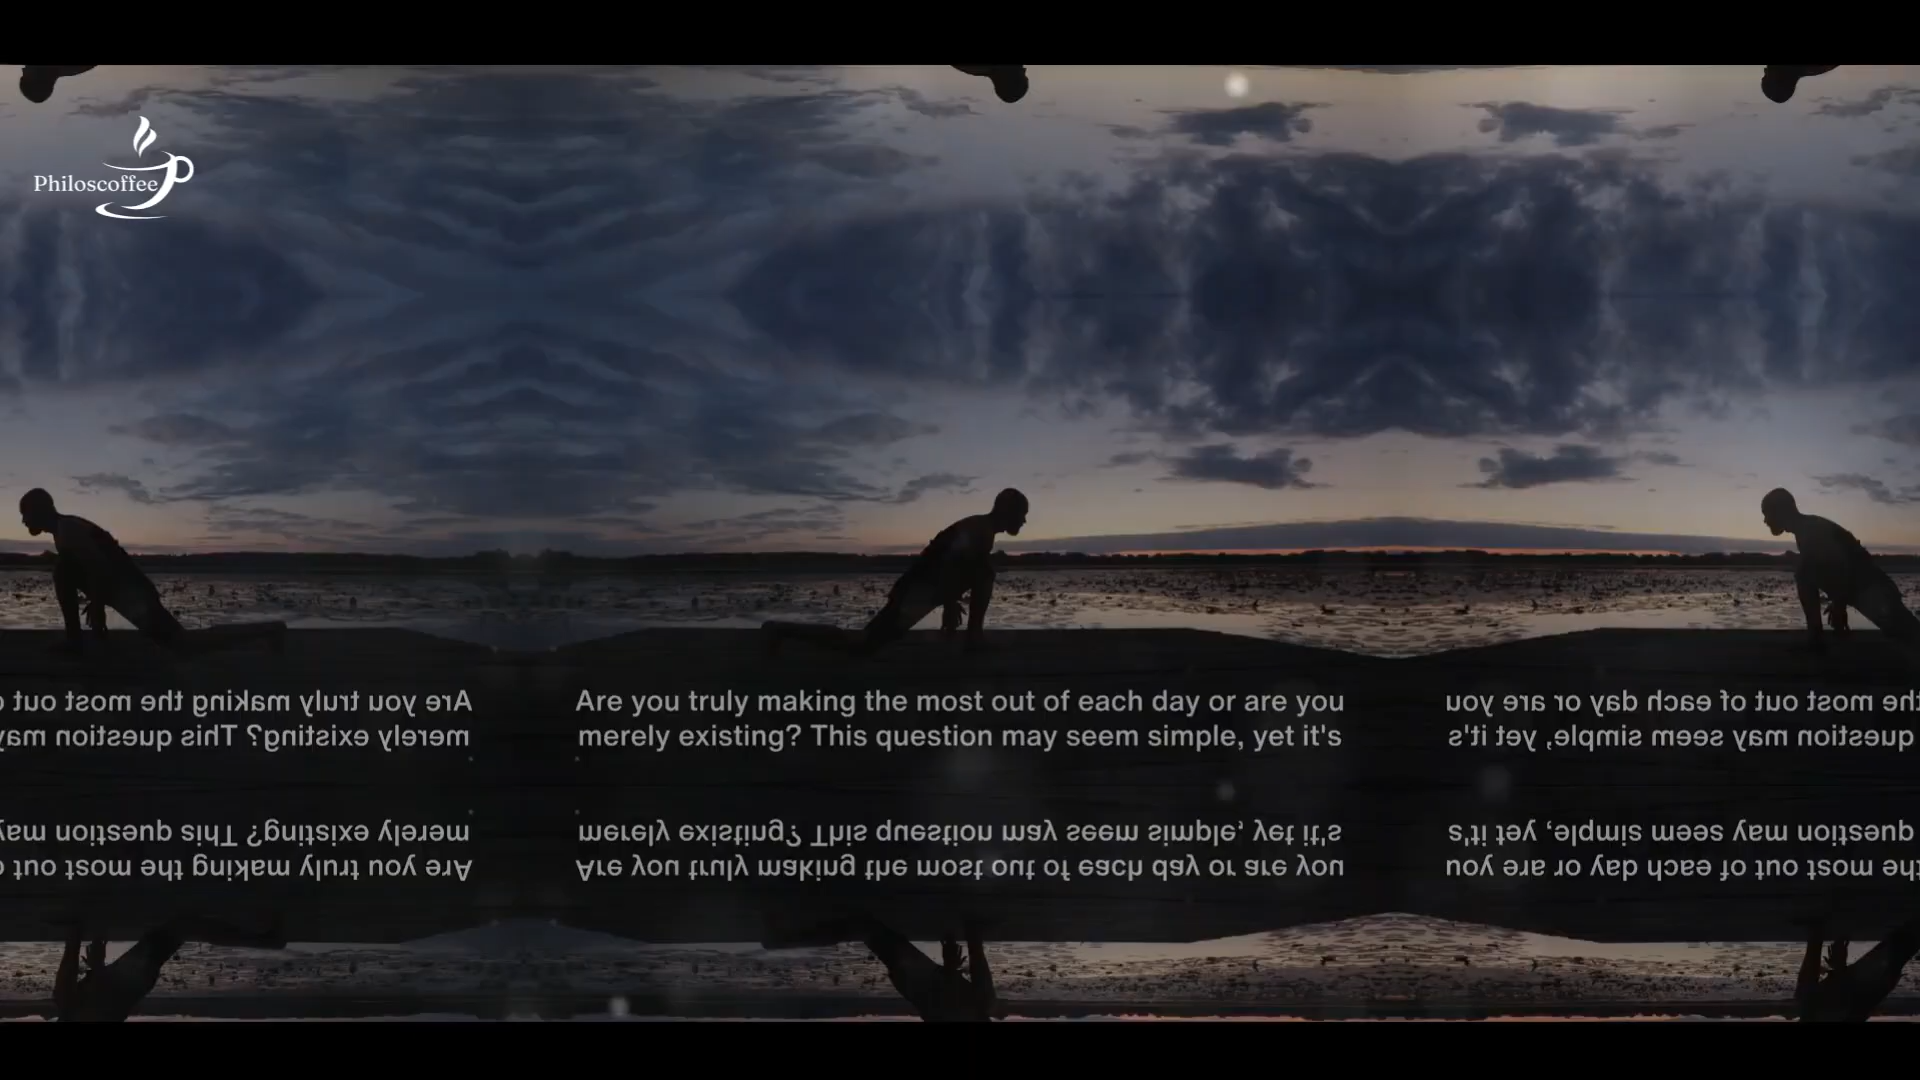 Philoscoffee
Are you truly making the most out of each day or are you
merely existing? This question may seem simple, yet it's